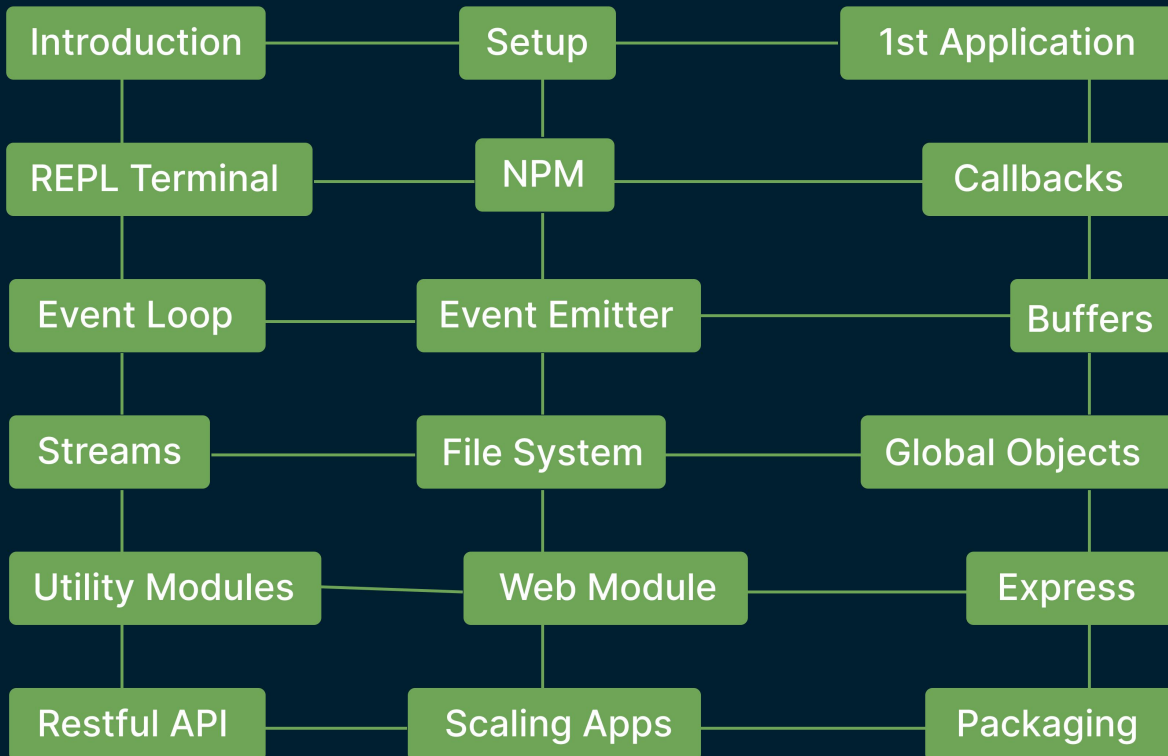 Introduction
Setup
1st Application
REPL Terminal
NPM
Callbacks
Event Loop
Event Emitter
Buffers
Streams
File System
Global Objects
Utility Modules
Web Module
Express
Restful API
Scaling Apps
Packaging